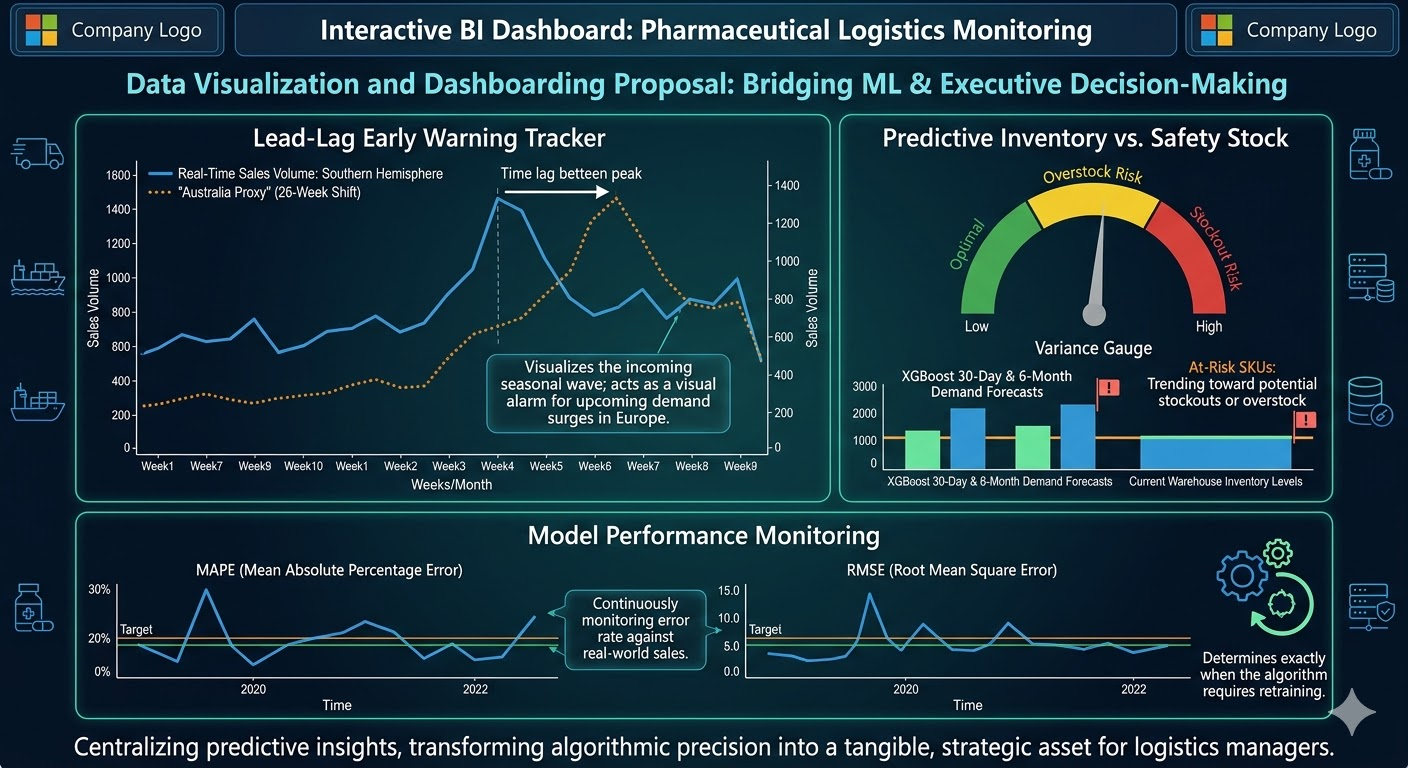 Company Logo
Interactive BI Dashboard: Pharmaceutical Logistics Monitoring
Company Logo
Data Visualization and Dashboarding Proposal: Bridging ML & Executive Decision-Making
Lead-Lag Early Warning Tracker
Real-Time Sales Volume: Southern Hemisphere
"Australia Proxy" (26-Week Shift)
Time lag betteen peak
1600
1400
1200
1000
800
800
400
200
0
Sales Volume
1400
1200
1000
800
600
400
200
0
Sales Volume
Visualizes the incoming
seasonal wave; acts as a visual
alarm for upcoming demand
surges in Europe.
Week1 Week7 Week9 Week10 Week1 Week2 Week3 Week4 Week5 Week6 Week7 Week8 Week9
Weeks/Month
Predictive Inventory vs. Safety Stock
Optimal
Overstock Risk
Stockout Risk
Low
High
Variance Gauge
XGBoost 30-Day & 6-Month
Demand Forecasts
At-Risk SKUs:
Trending toward potential
stockouts or overstock
!
!
3000
2000
1000
0
XGBoost 30-Day & 8-Month Demand Forecasts
Current Warehouse Inventory Levels
Model Performance Monitoring
MAPE (Mean Absolute Percentage Error)
30%
20%
0%
Target
2020
2022
Time
Continuously
monitoring error
rate against
real-world sales.
RMSE (Root Mean Square Error)
15.0
10.0
5.0
0.0
Target
2020
2022
Time
Determines exactly
when the algorithm
requires retraining.
Centralizing predictive insights, transforming algorithmic precision into a tangible, strategic asset for logistics managers.